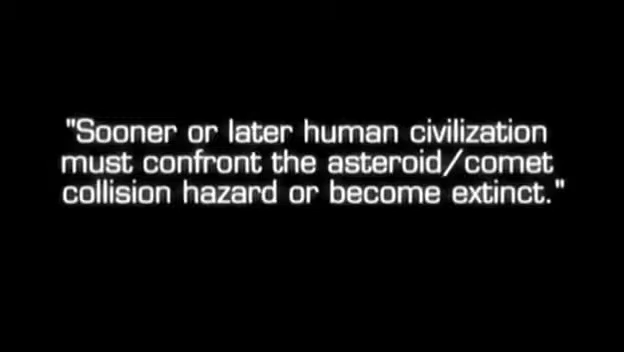 "Sooner or later human civilization
must confront the asteroid/comet
collision hazard or become extinct."